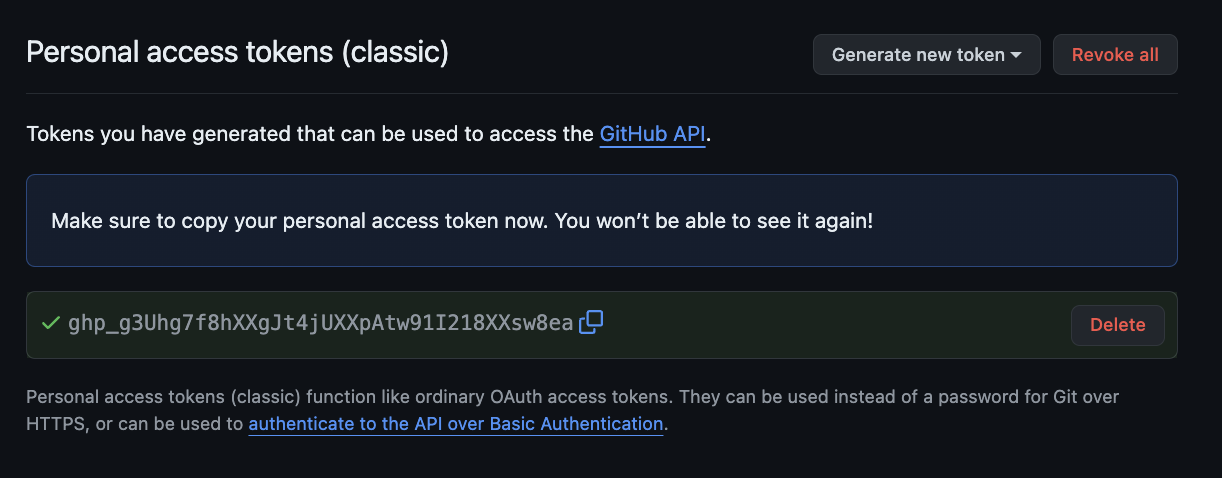 Personal access tokens (classic)
Generate new token
Revoke all
Tokens you have generated that can be used to access the GitHub API.
Make sure to copy your personal access token now. You won’t be able to see it again!
ghp_g3Uhg7f8hXXgJt4jUXXpAtw91I218XXsw8ea
Delete
Personal access tokens (classic) function like ordinary OAuth access tokens. They can be used instead of a password for Git over
HTTPS, or can be used to authenticate to the API over Basic Authentication.